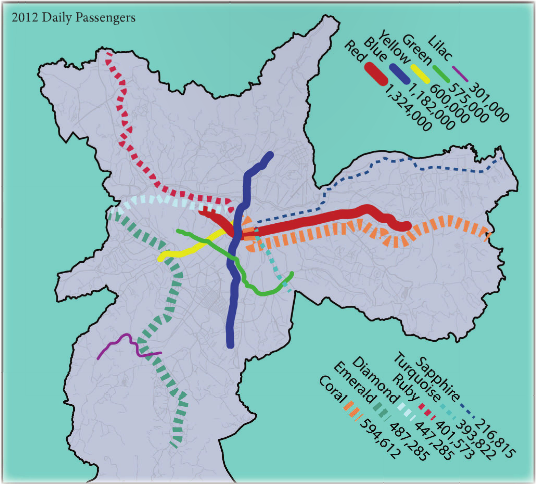 2012 Daily Passengers
Lilac 301,000
Green 575,000
Yellow 600,000
Blue 1,182,000
Red 1,324,000
Sapphire 216,815
Turquoise 393,822
Ruby 401,573
Diamond 447,285
Emerald 487,285
Coral 594,612